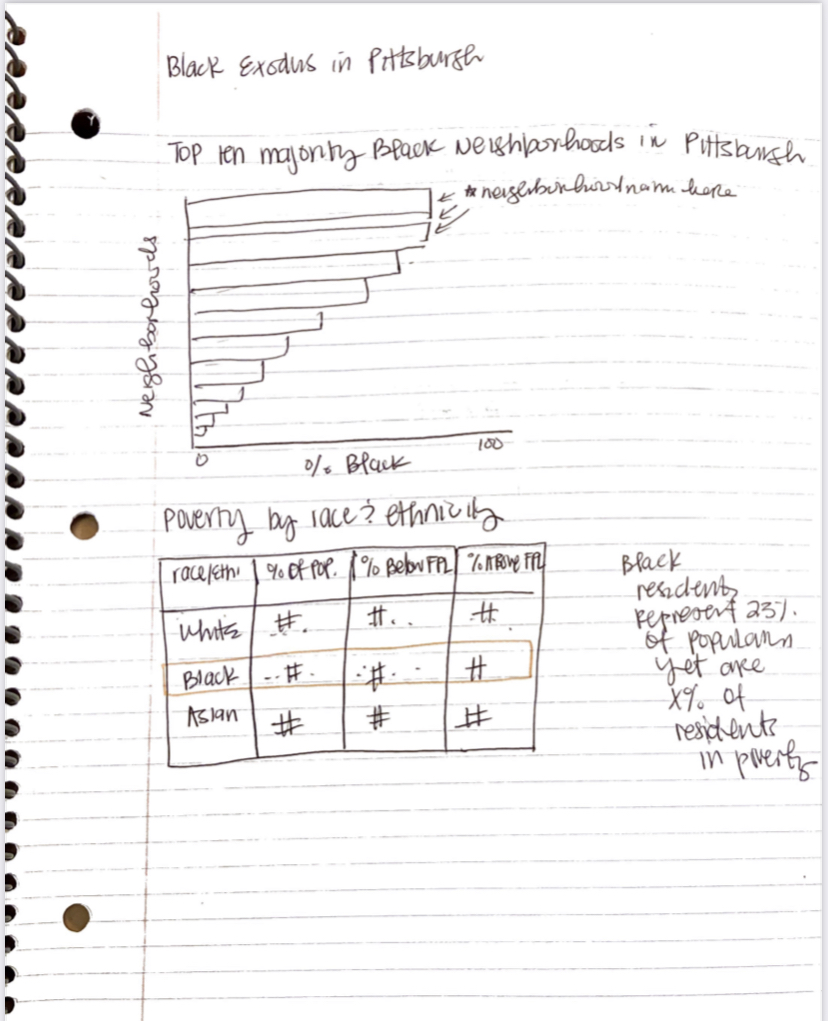 Black Exodus in Pittsburgh
Top ten majority Black Neighborhoods in Pittsburgh
* neighborhood name here
Neighborhoods
0
100
% Black
Poverty by race & ethnicity
race/ethn
% of Pop.
% Below FPL
% Above FPL
White
#
#
#
Black
#
#
#
Asian
#
#
#
Black
residents
represent 23%
of population
yet are
X% of
residents
in poverty